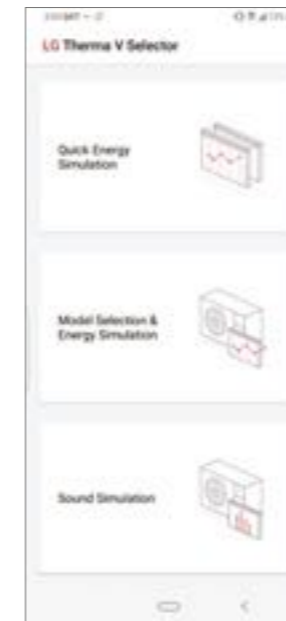 LG Therma V Selector
Quick Energy
Simulation
Model Selection &
Energy Simulation
Sound Simulation